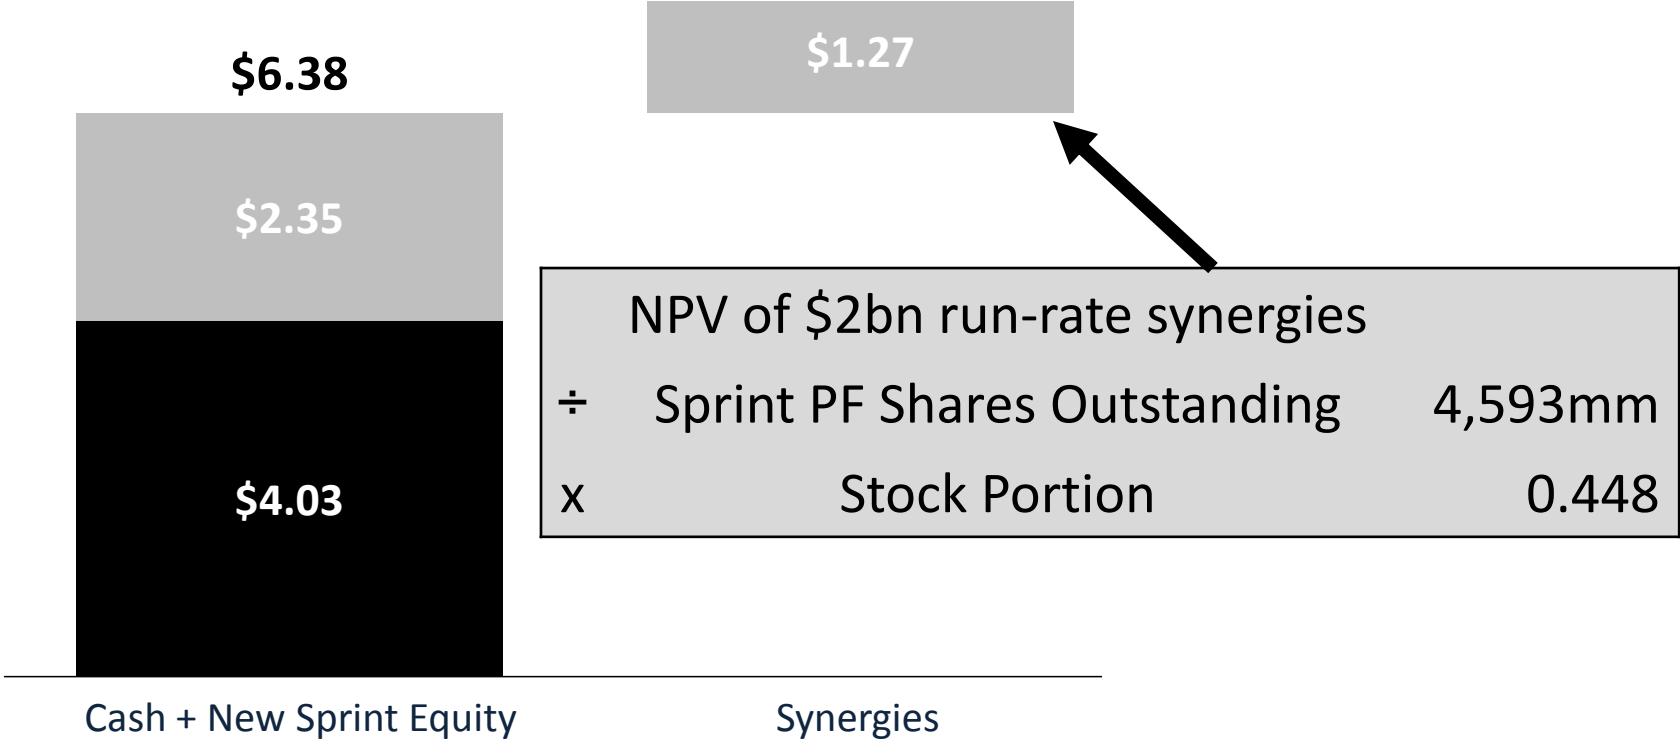 $1.27
$6.38
$2.35
$4.03
NPV of $2bn run-rate synergies
÷ Sprint PF Shares Outstanding 4,593mm
x Stock Portion 0.448
Cash + New Sprint Equity Synergies